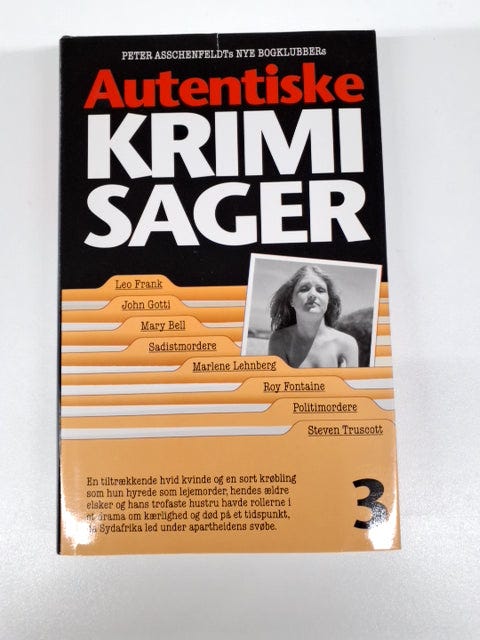 PETER ASSCHENFELDTs NYE BOGKLUBBERs
Autentiske
KRIMI
SAGER
Leo Frank
John Gotti
Mary Bell
Sadistmordere
Marlene Lehnberg
Roy Fontaine
Politimordere
Steven Truscott
En tiltrækkende hvid kvinde og en sort krøbling
som hun hyrede som lejemorder, hendes ældre
elsker og hans trofaste hustru havde rollerne i
et drama om kærlighed og død på et tidspunkt,
da Sydafrika led under apartheidens svøbe.
3